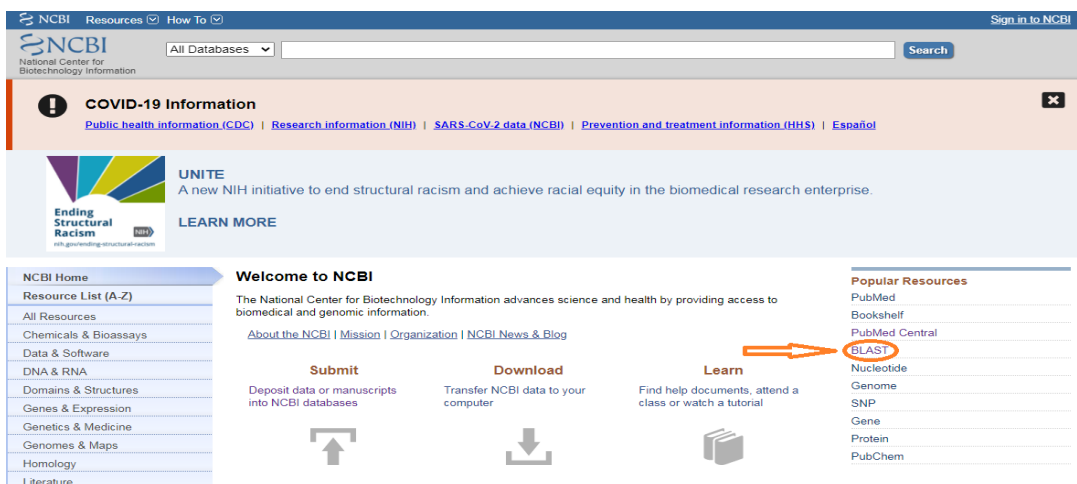 NCBI Resources How To Sign in to NCBI
NCBI
National Center for
Biotechnology Information
All Databases
Search
COVID-19 Information
Public health information (CDC) | Research information (NIH) | SARS-CoV-2 data (NCBI) | Prevention and treatment information (HHS) | Español
Ending
Structural
Racism
NIH
nih.gov/ending-structural-racism
UNITE
A new NIH initiative to end structural racism and achieve racial equity in the biomedical research enterprise.
LEARN MORE
NCBI Home
Resource List (A-Z)
All Resources
Chemicals & Bioassays
Data & Software
DNA & RNA
Domains & Structures
Genes & Expression
Genetics & Medicine
Genomes & Maps
Homology
Literature
Welcome to NCBI
The National Center for Biotechnology Information advances science and health by providing access to
biomedical and genomic information.
About the NCBI | Mission | Organization | NCBI News & Blog
Submit
Deposit data or manuscripts
into NCBI databases
Download
Transfer NCBI data to your
computer
Learn
Find help documents, attend a
class or watch a tutorial
Popular Resources
PubMed
Bookshelf
PubMed Central
BLAST
Nucleotide
Genome
SNP
Gene
Protein
PubChem